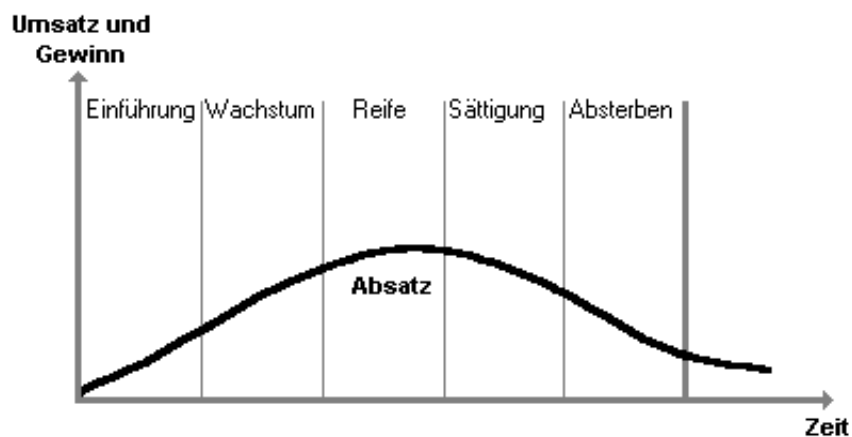 Umsatz und
Gewinn
Einführung Wachstum Reife Sättigung Absterben
Absatz
Zeit